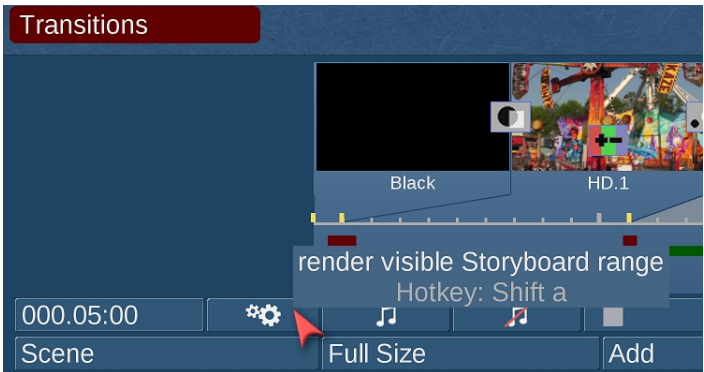 Transitions
Black
HD.1
render visible Storyboard range
Hotkey: Shift a
000.05:00
Scene
Full Size
Add